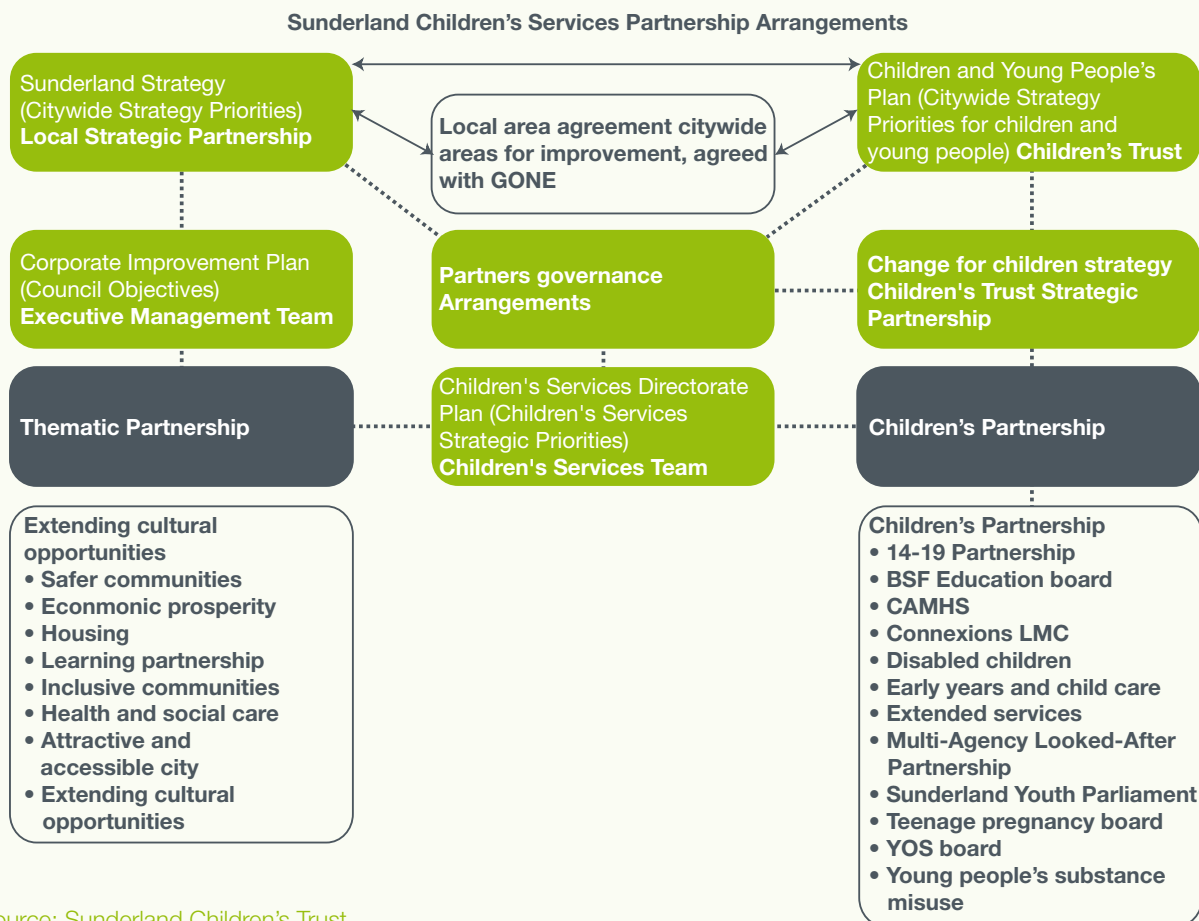 Sunderland Children’s Services Partnership Arrangements
Sunderland Strategy
(Citywide Strategy Priorities)
Local Strategic Partnership
Local area agreement citywide
areas for improvement, agreed
with GONE
Children and Young People’s
Plan (Citywide Strategy
Priorities for children and
young people) Children’s Trust
Corporate Improvement Plan
(Council Objectives)
Executive Management Team
Partners governance
Arrangements
Change for children strategy
Children's Trust Strategic
Partnership
Thematic Partnership
Children's Services Directorate
Plan (Children's Services
Strategic Priorities)
Children's Services Team
Children’s Partnership
Extending cultural
opportunities
• Safer communities
• Econmonic prosperity
• Housing
• Learning partnership
• Inclusive communities
• Health and social care
• Attractive and
accessible city
• Extending cultural
opportunities
Children’s Partnership
• 14-19 Partnership
• BSF Education board
• CAMHS
• Connexions LMC
• Disabled children
• Early years and child care
• Extended services
• Multi-Agency Looked-After
Partnership
• Sunderland Youth Parliament
• Teenage pregnancy board
• YOS board
• Young people’s substance
misuse
ource: Sunderland Children’s Trust